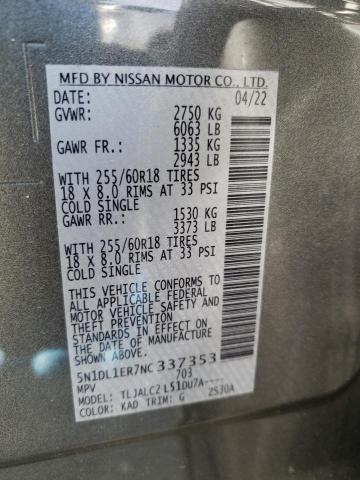 MFD BY NISSAN MOTOR CO., LTD.
DATE: 04/22
GVWR: 2750 KG
6063 LB
GAWR FR.: 1335 KG
2943 LB
WITH 255/60R18 TIRES
18 X 8.0 RIMS AT 33 PSI
COLD SINGLE
GAWR RR.: 1530 KG
3373 LB
WITH 255/60R18 TIRES
18 X 8.0 RIMS AT 33 PSI
COLD SINGLE
THIS VEHICLE CONFORMS TO
ALL APPLICABLE FEDERAL
MOTOR VEHICLE SAFETY AND
THEFT PREVENTION
STANDARDS IN EFFECT ON
THE DATE OF MANUFACTURE
SHOWN ABOVE.
5N1DL1ER7NC337353
MPV 703
MODEL: TLJALC2 LS1DU7A----
COLOR: KAD TRIM: G 2S30A